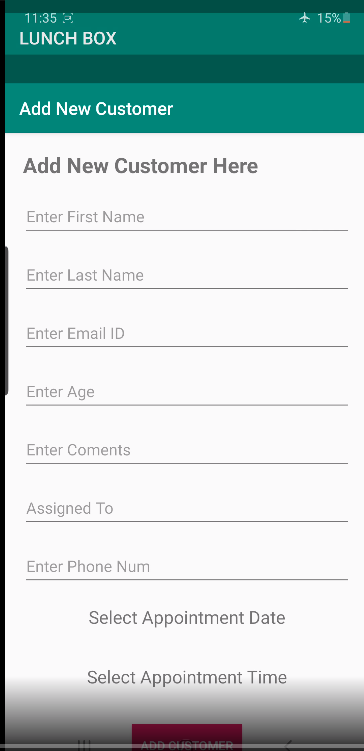 11:35 15%
LUNCH BOX
Add New Customer
Add New Customer Here
Enter First Name
Enter Last Name
Enter Email ID
Enter Age
Enter Coments
Assigned To
Enter Phone Num
Select Appointment Date
Select Appointment Time
ADD CUSTOMER